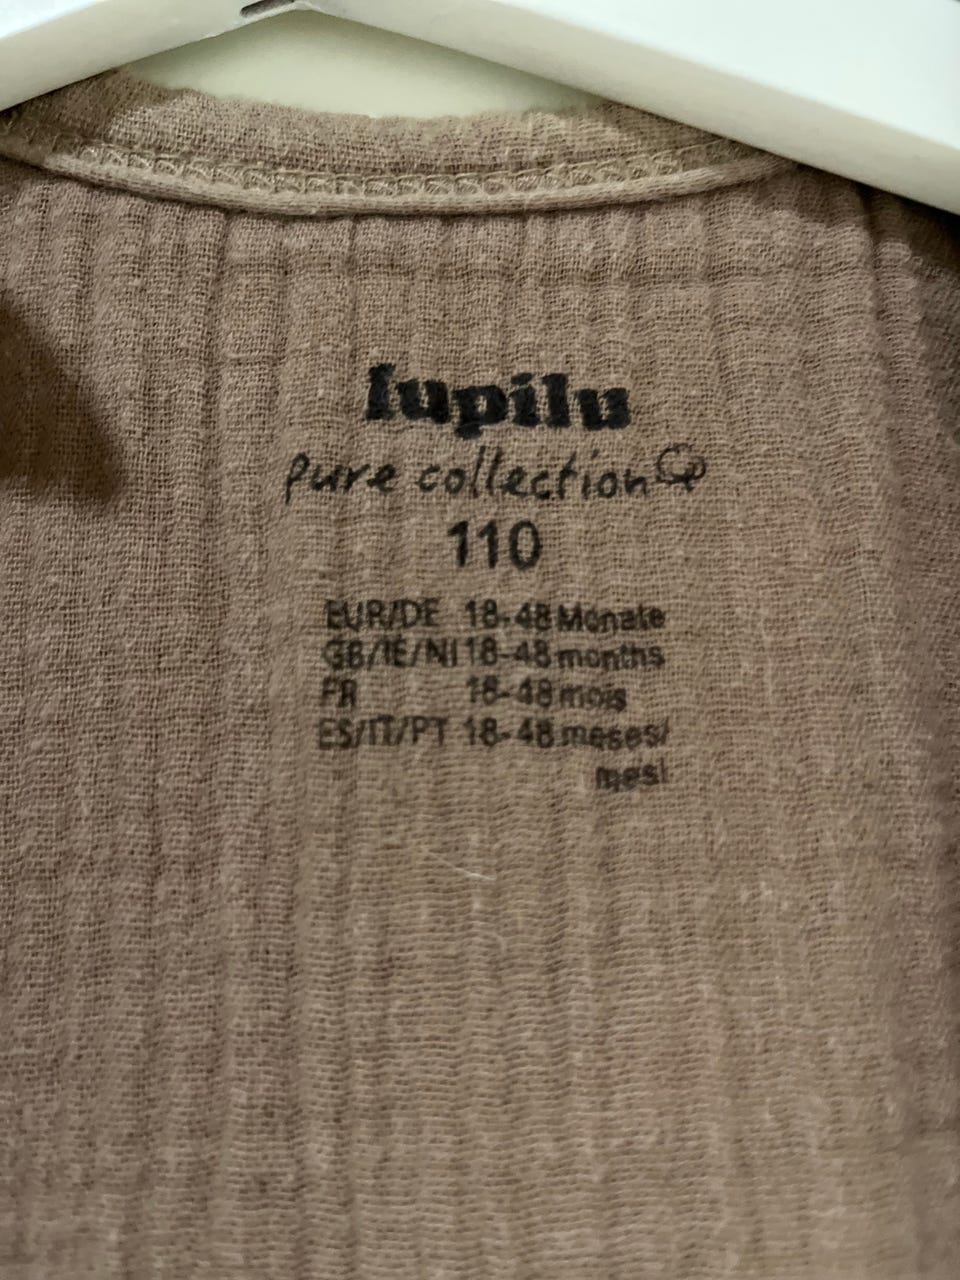 lupilu
pure collection
110
EUR/DE 18-48 Monate
GB/IE/NI 18-48 months
FR 18-48 mois
ES/IT/PT 18-48 meses/
mesi